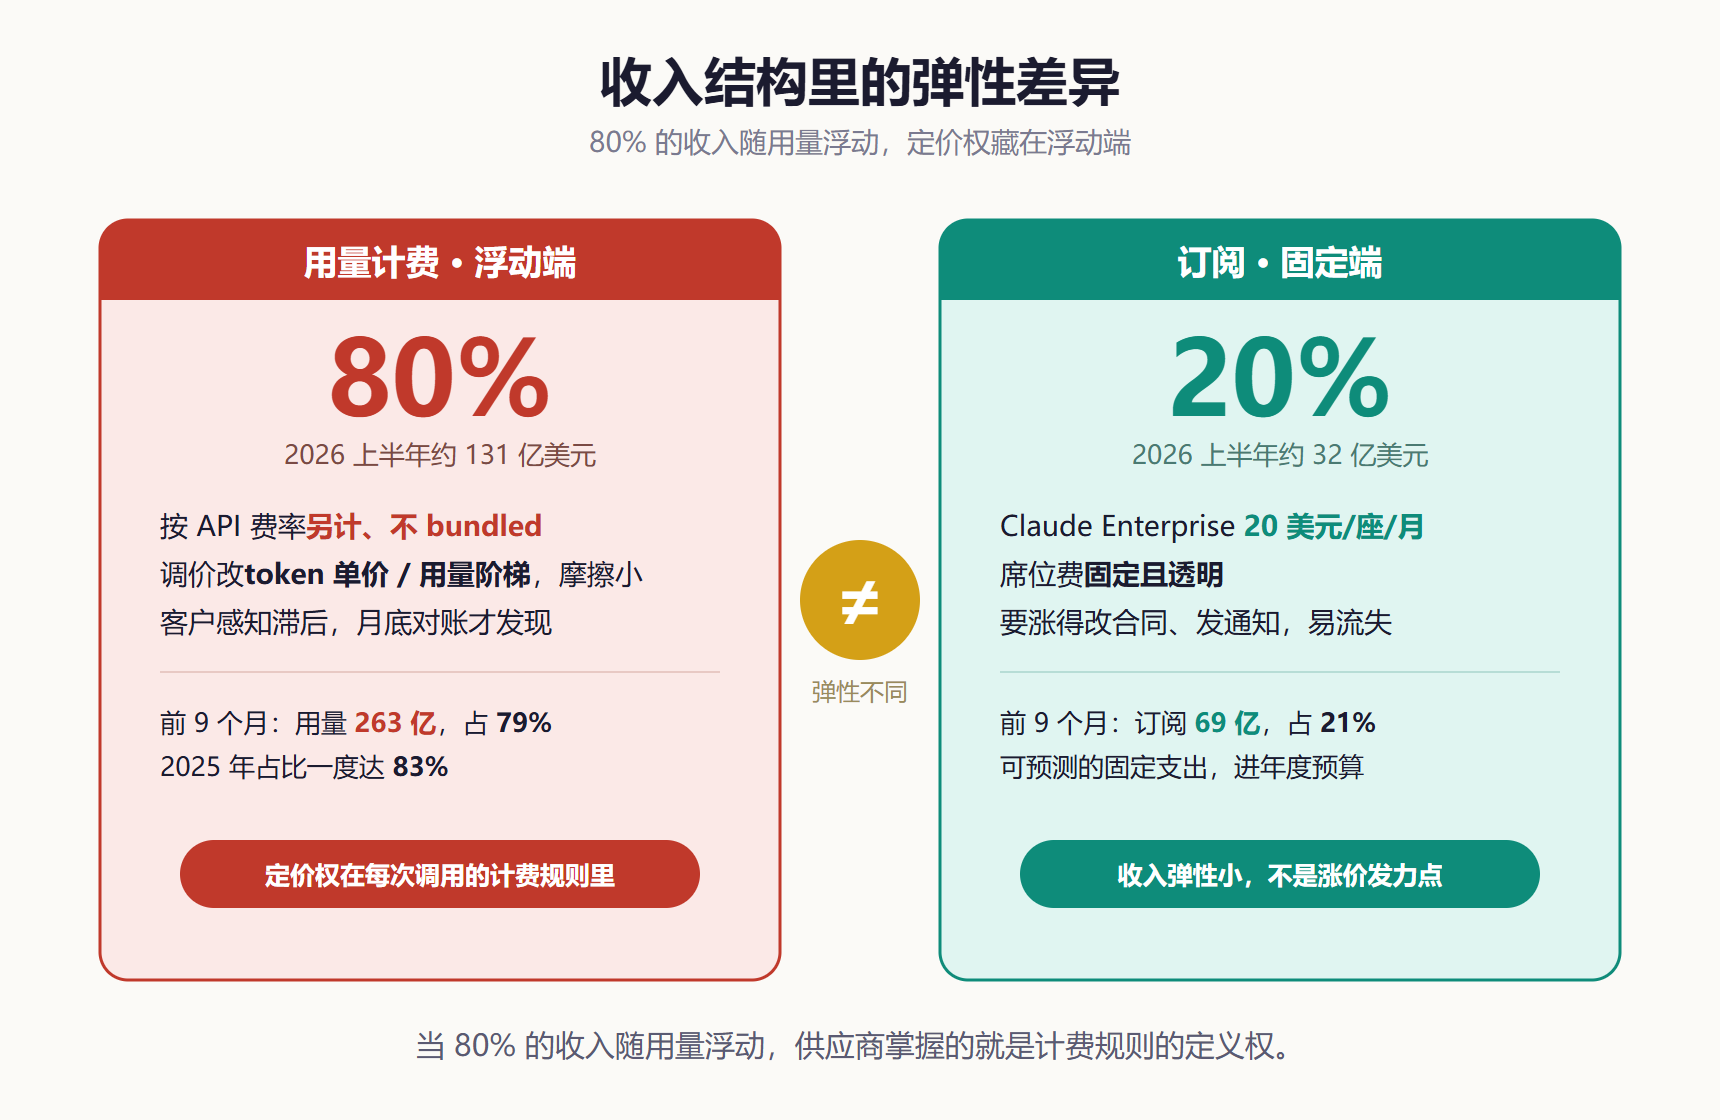 收入结构里的弹性差异
80% 的收入随用量浮动，定价权藏在浮动端
用量计费 • 浮动端
80%
2026 上半年约 131 亿美元
按 API 费率另计、不 bundled
调价改token 单价 / 用量阶梯，摩擦小
客户感知滞后，月底对账才发现
前 9 个月：用量 263 亿，占 79%
2025 年占比一度达 83%
定价权在每次调用的计费规则里
≠
弹性不同
订阅 • 固定端
20%
2026 上半年约 32 亿美元
Claude Enterprise 20 美元/座/月
席位费固定且透明
要涨得改合同、发通知，易流失
前 9 个月：订阅 69 亿，占 21%
可预测的固定支出，进年度预算
收入弹性小，不是涨价发力点
当 80% 的收入随用量浮动，供应商掌握的就是计费规则的定义权。